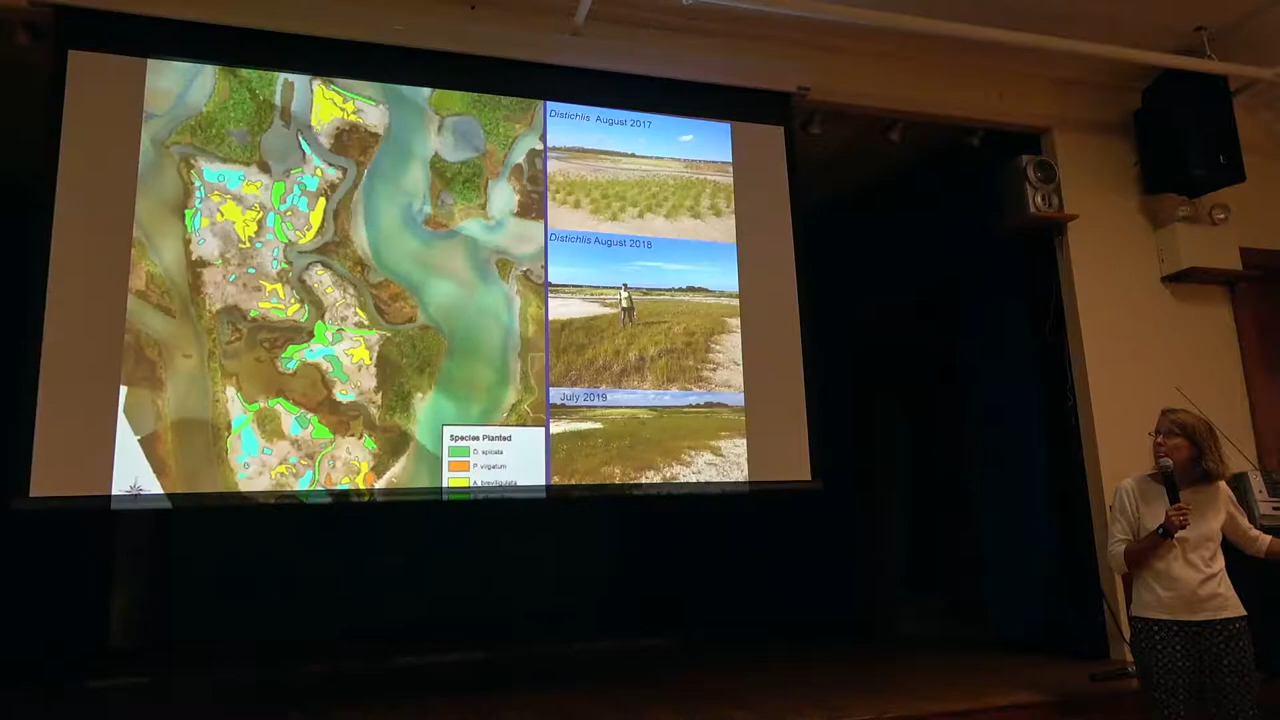 Distichlis August 2017
Distichlis August 2018
July 2019
Species Planted
D. spicata
P. virgatum
A. breviligulata